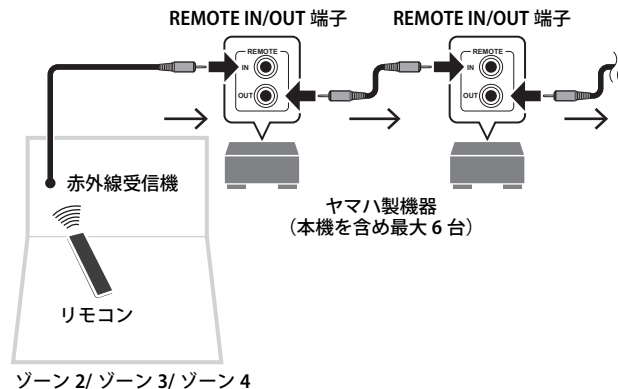 REMOTE IN/OUT 端子
REMOTE IN/OUT 端子
REMOTE
IN
OUT
REMOTE
IN
OUT
赤外線受信機
ヤマハ製機器
（本機を含め最大 6 台）
リモコン
ゾーン 2/ ゾーン 3/ ゾーン 4